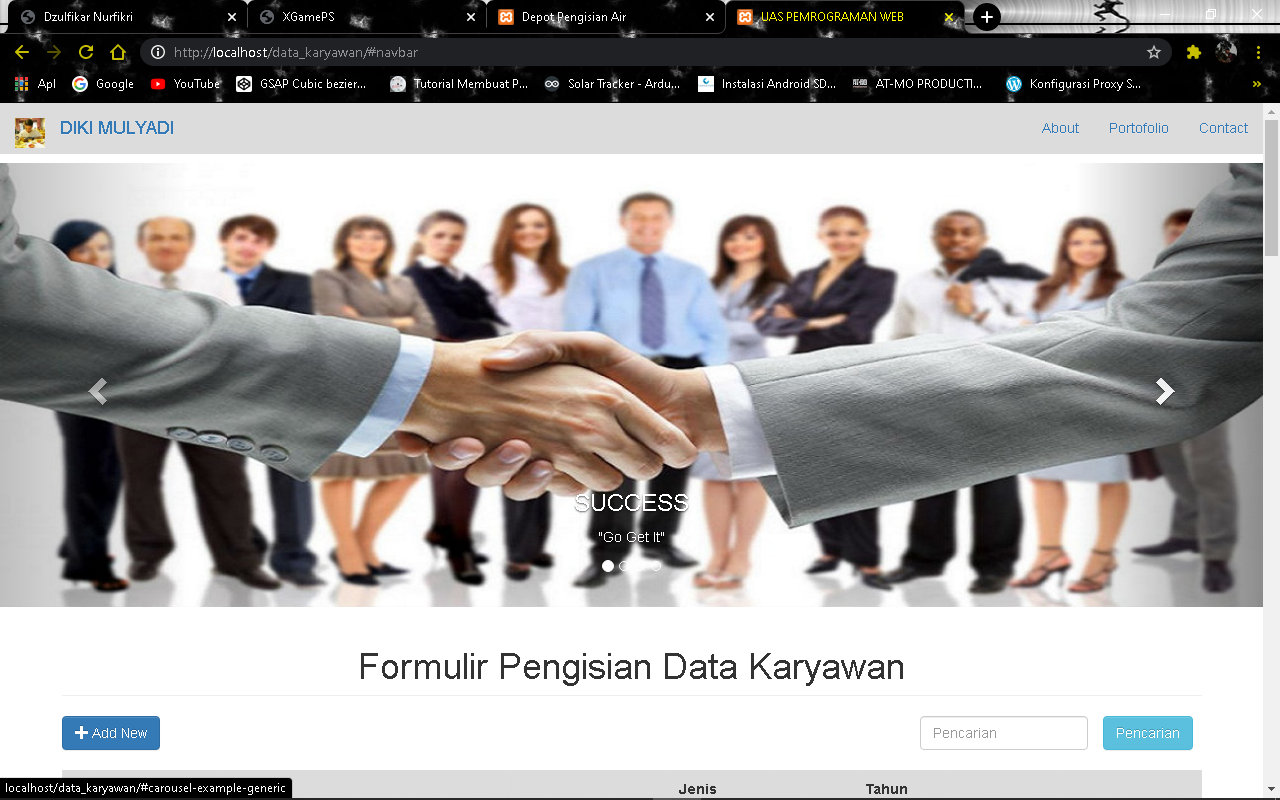 Dzulfikar Nurfikri
XGamePS
Depot Pengisian Air
UAS PEMROGRAMAN WEB
http://localhost/data_karyawan/#navbar
Apl
Google
YouTube
GSAP Cubic bezier...
Tutorial Membuat P...
Solar Tracker - Ardu...
Instalasi Android SD...
AT-MO PRODUCTI...
Konfigurasi Proxy S...
DIKI MULYADI
About
Portofolio
Contact
SUCCESS
"Go Get It"
Formulir Pengisian Data Karyawan
Add New
Pencarian
Pencarian
Jenis
Tahun
localhost/data_karyawan/#carousel-example-generic